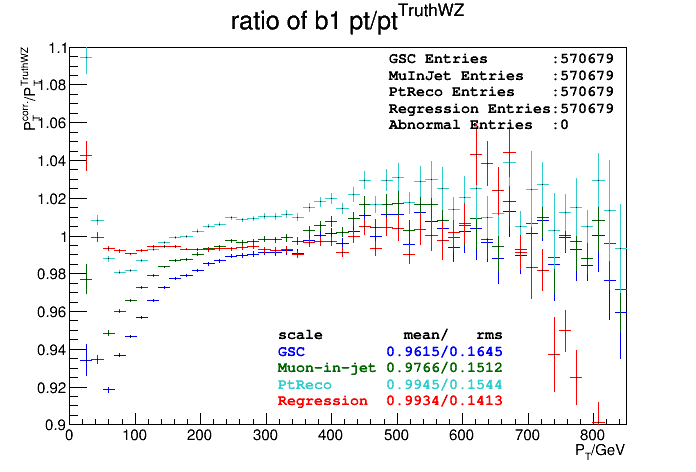 ratio of b1 pt/pt^TruthWZ
P_T^corr./P_T^TruthWZ
1.1
1.08
1.06
1.04
1.02
1
0.98
0.96
0.94
0.92
0.9
GSC Entries :570679
MuInJet Entries :570679
PtReco Entries :570679
Regression Entries:570679
Abnormal Entries :0
scale mean/ rms
GSC 0.9615/0.1645
Muon-in-jet 0.9766/0.1512
PtReco 0.9945/0.1544
Regression 0.9934/0.1413
0 100 200 300 400 500 600 700 800
P_T/GeV